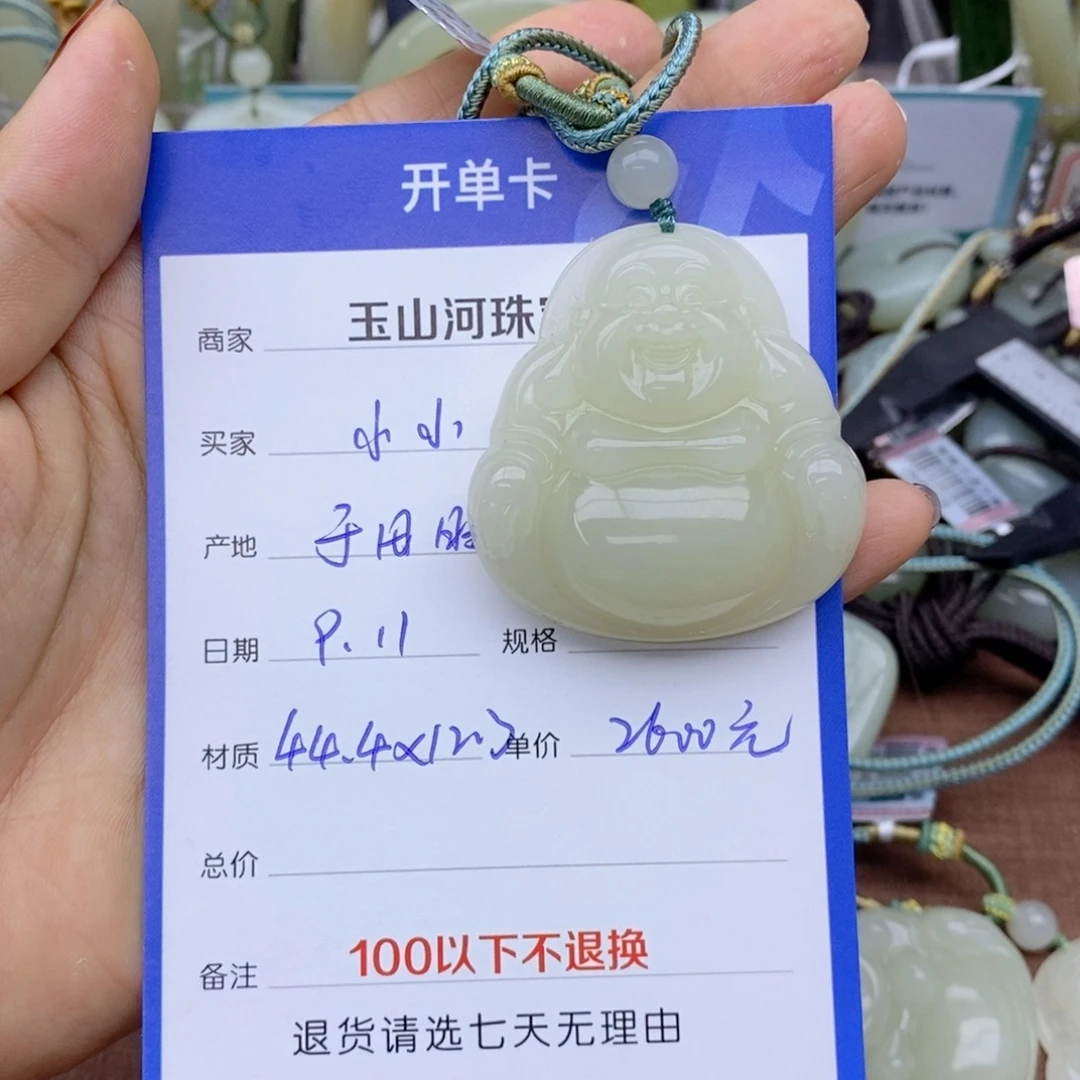 开单卡
商家 玉山河珠
买家 小小
产地 于田
日期 9.11 规格
材质 44.4x12.3 单价 2600元
总价
备注 100以下不退换
退货请选七天无理由